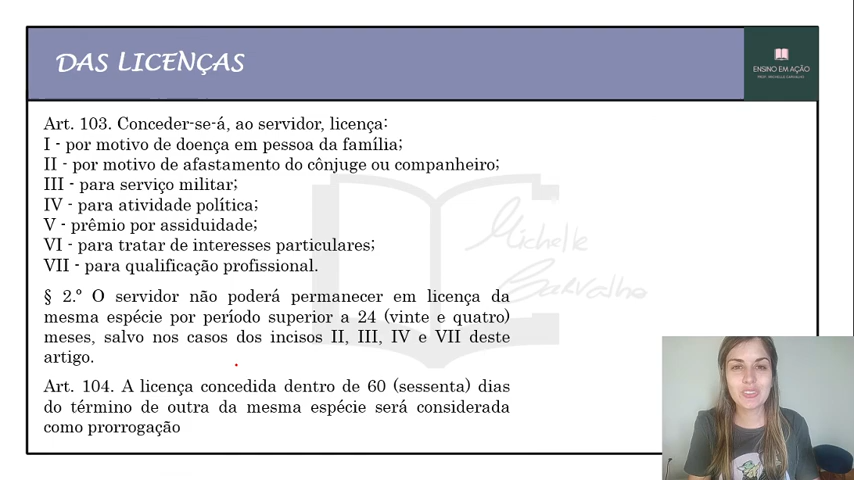 DAS LICENÇAS
ENSINO EM AÇÃO
PROF. MICHELLE CARVALHO
Art. 103. Conceder-se-á, ao servidor, licença:
I - por motivo de doença em pessoa da família;
II - por motivo de afastamento do cônjuge ou companheiro;
III - para serviço militar;
IV - para atividade política;
V - prêmio por assiduidade;
VI - para tratar de interesses particulares;
VII - para qualificação profissional.
Michelle
Carvalho
§ 2.º O servidor não poderá permanecer em licença da
mesma espécie por período superior a 24 (vinte e quatro)
meses, salvo nos casos dos incisos II, III, IV e VII deste
artigo.
Art. 104. A licença concedida dentro de 60 (sessenta) dias
do término de outra da mesma espécie será considerada
como prorrogação